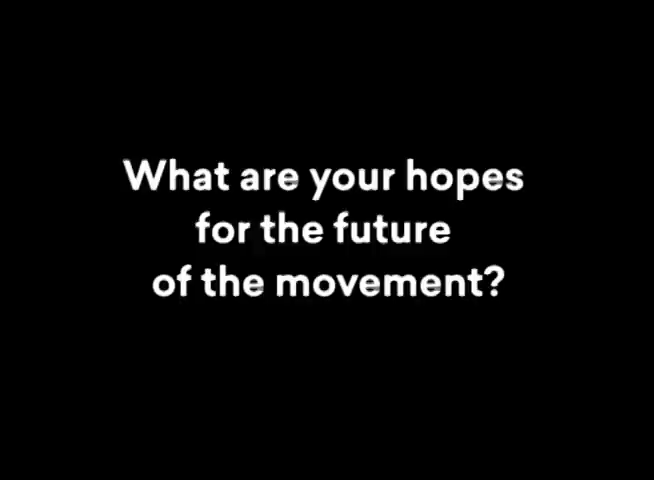 What are your hopes
for the future
of the movement?